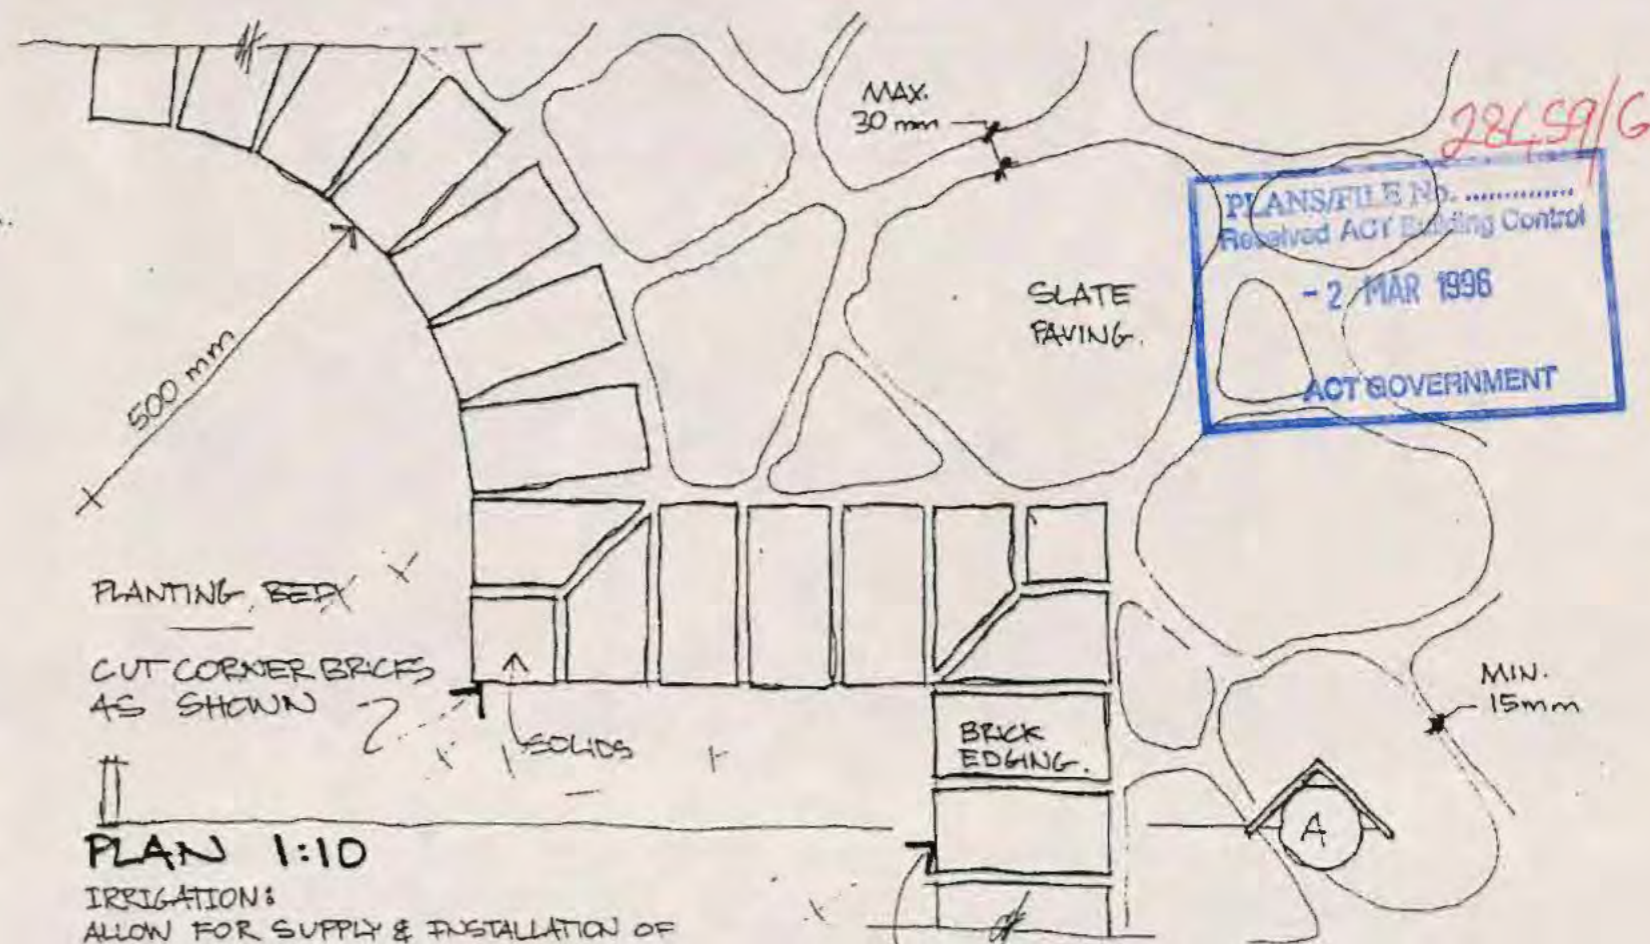 MAX.
30 mm
PLANS/FILE No. ..............
Received ACT Building Control
- 2 MAR 1996
ACT GOVERNMENT
SLATE
PAVING.
500 mm
PLANTING BED
CUT CORNER BRICKS
AS SHOWN
SOLIDS
BRICK
EDGING.
MIN.
15mm
A
PLAN 1:10
IRRIGATION:
ALLOW FOR SUPPLY & INSTALLATION OF